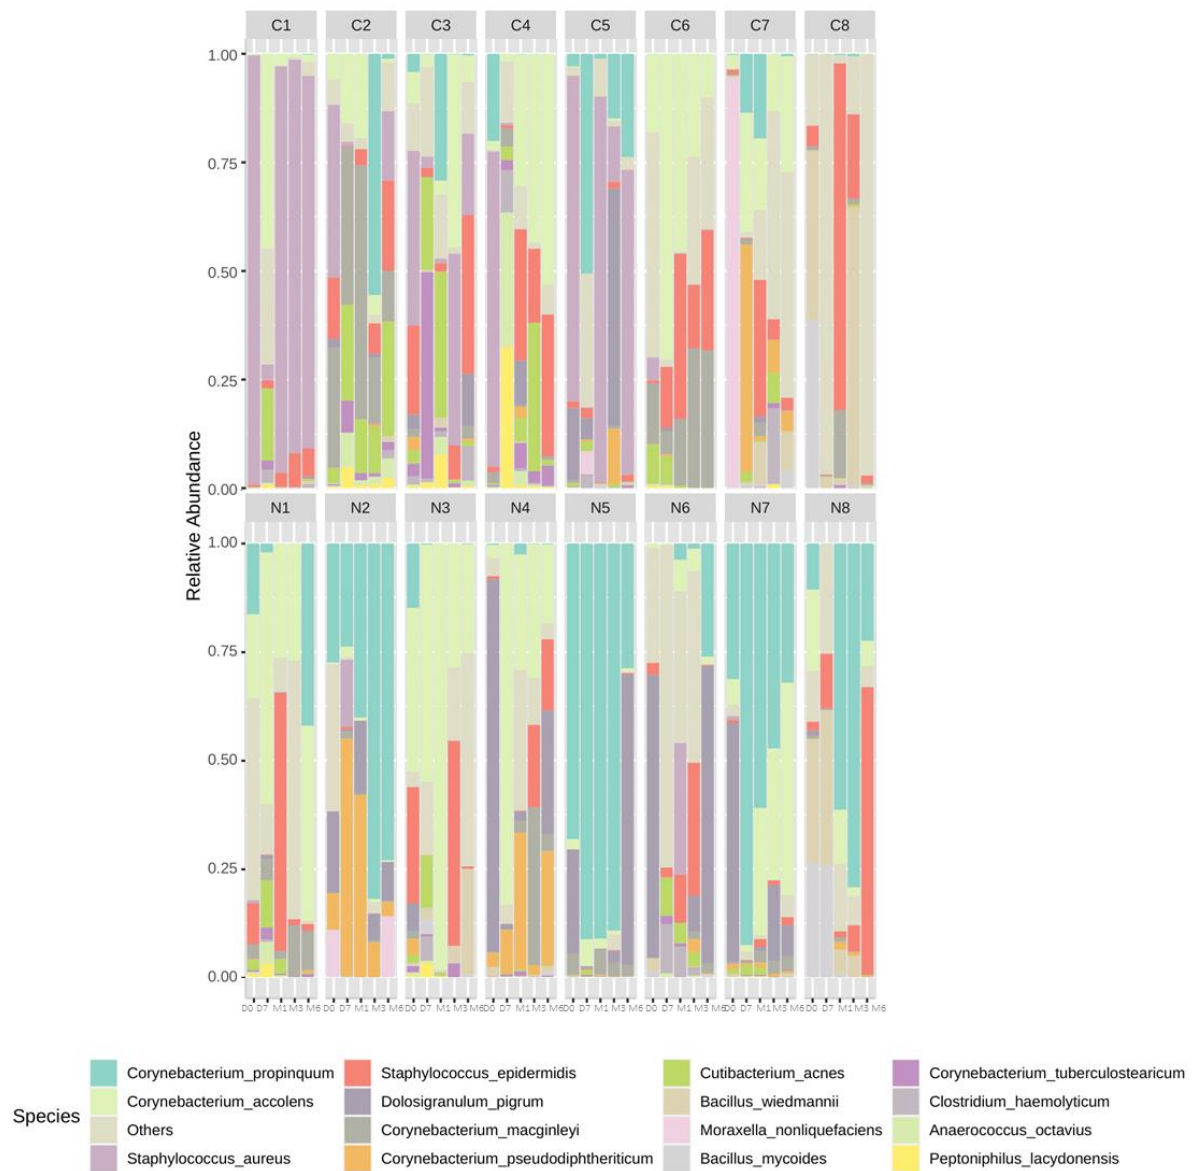 C1 C2 C3 C4 C5 C6 C7 C8
1.00
0.75
0.50
0.25
0.00
N1 N2 N3 N4 N5 N6 N7 N8
1.00
0.75
0.50
0.25
0.00
Relative Abundance
D0 D7 M1 M3 M6 D0 D7 M1 M3 M6 D0 D7 M1 M3 M6 D0 D7 M1 M3 M6 D0 D7 M1 M3 M6 D0 D7 M1 M3 M6 D0 D7 M1 M3 M6 D0 D7 M1 M3 M6
Species
Corynebacterium_propinquum Staphylococcus_epidermidis Cutibacterium_acnes Corynebacterium_tuberculostearicum
Corynebacterium_accolens Dolosigranulum_pigrum Bacillus_wiedmannii Clostridium_haemolyticum
Others Corynebacterium_macginleyi Moraxella_nonliquefaciens Anaerococcus_octavius
Staphylococcus_aureus Corynebacterium_pseudodiphtheriticum Bacillus_mycoides Peptoniphilus_lacydonensis